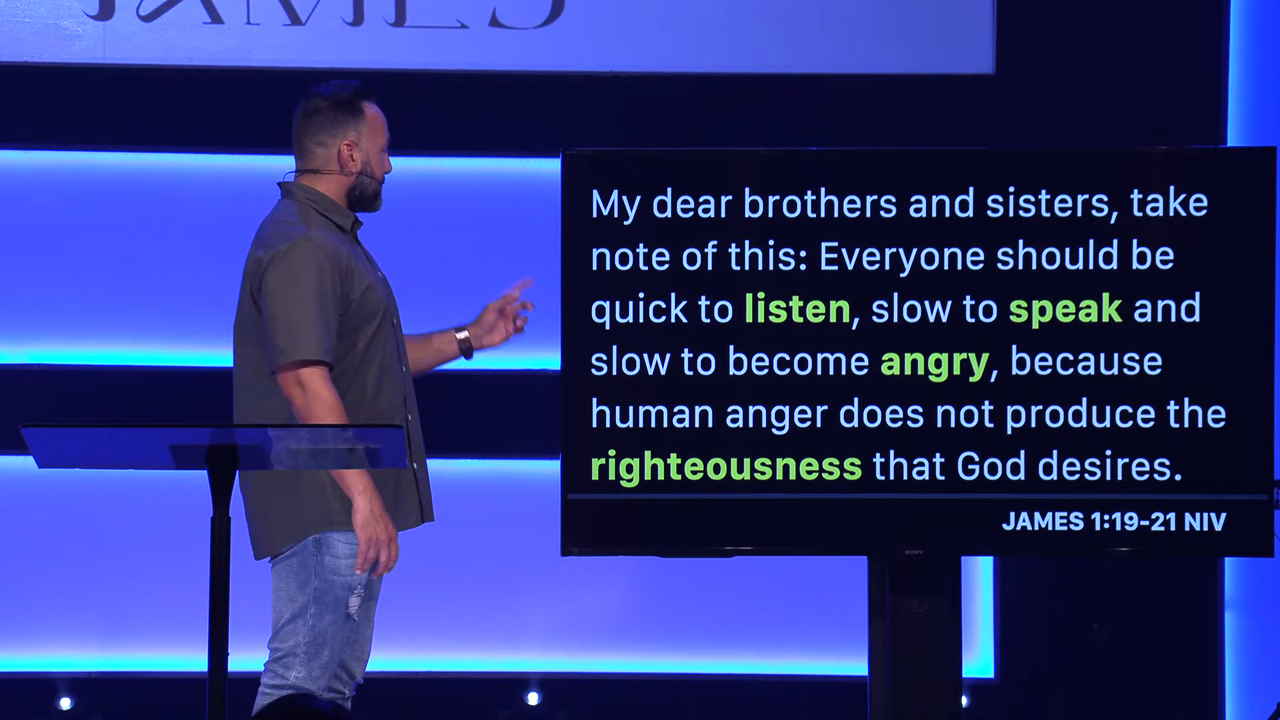 JAMES
My dear brothers and sisters, take
note of this: Everyone should be
quick to listen, slow to speak and
slow to become angry, because
human anger does not produce the
righteousness that God desires.
JAMES 1:19-21 NIV
SONY